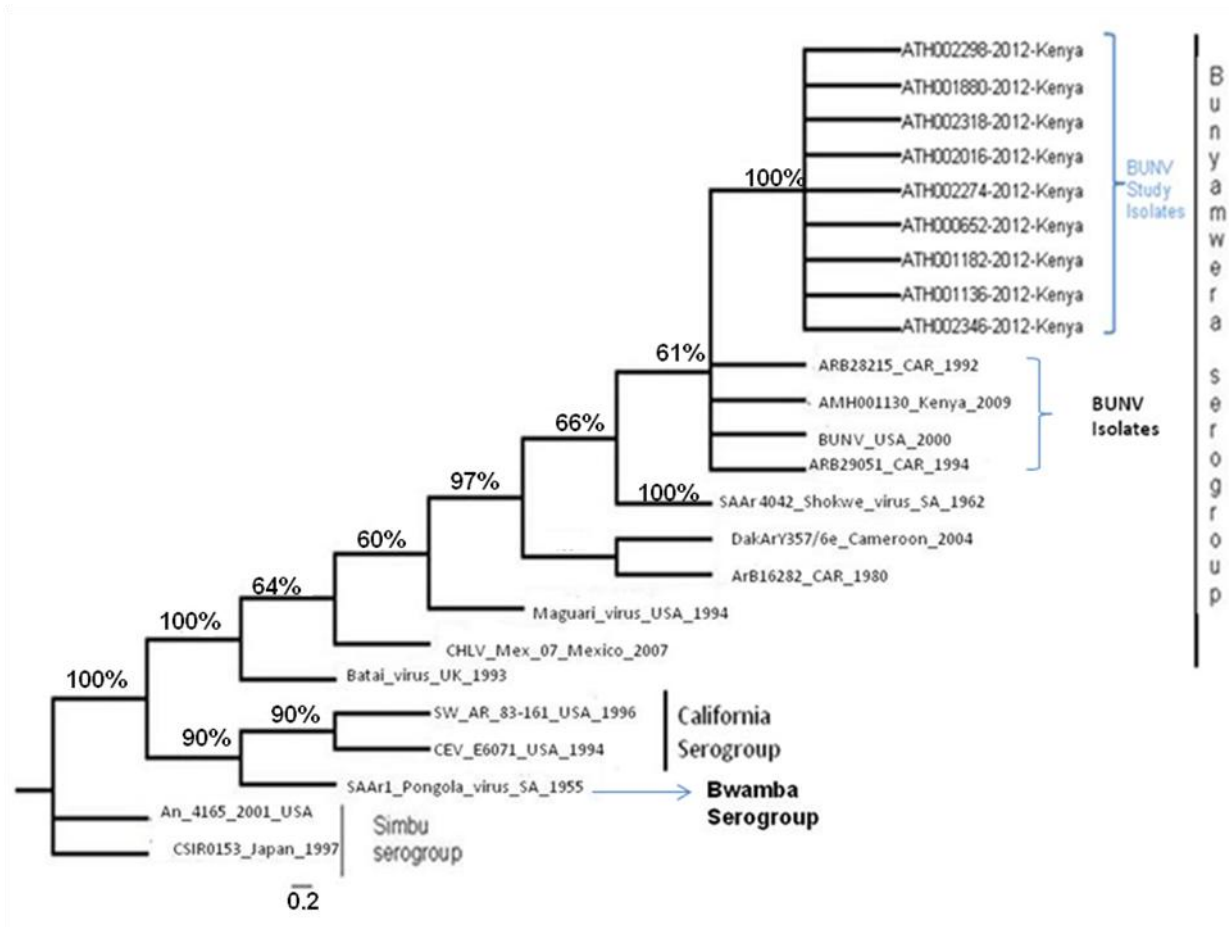 ATH002298-2012-Kenya
ATH001880-2012-Kenya
ATH002318-2012-Kenya
ATH002016-2012-Kenya
100%
ATH002274-2012-Kenya
ATH000652-2012-Kenya
ATH001182-2012-Kenya
ATH001136-2012-Kenya
ATH002346-2012-Kenya
BUNV
Study
Isolates
Bunyamwera serogroup
61%
ARB28215_CAR_1992
AMH001130_Kenya_2009
BUNV_USA_2000
ARB29051_CAR_1994
BUNV
Isolates
66%
100%
SAAr4042_Shokwe_virus_SA_1962
97%
DakArY357/6e_Cameroon_2004
ArB16282_CAR_1980
60%
Maguari_virus_USA_1994
64%
CHLV_Mex_07_Mexico_2007
100%
Batai_virus_UK_1993
100%
90%
SW_AR_83-161_USA_1996
CEV_E6071_USA_1994
California
Serogroup
90%
SAAr1_Pongola_virus_SA_1955
Bwamba
Serogroup
An_4165_2001_USA
CSIR0153_Japan_1997
Simbu
serogroup
0.2